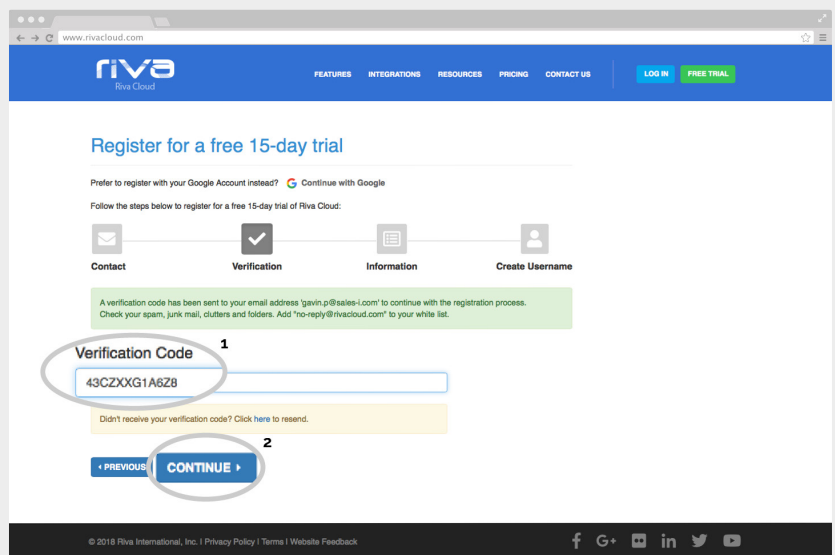 www.rivacloud.com
riva
Riva Cloud
FEATURES INTEGRATIONS RESOURCES PRICING CONTACT US LOG IN FREE TRIAL
Register for a free 15-day trial
Prefer to register with your Google Account instead? G Continue with Google
Follow the steps below to register for a free 15-day trial of Riva Cloud:
Contact Verification Information Create Username
A verification code has been sent to your email address 'gavin.p@sales-i.com' to continue with the registration process.
Check your spam, junk mail, clutters and folders. Add "no-reply@rivacloud.com" to your white list.
1
Verification Code
43CZXXG1A6Z8
Didn't receive your verification code? Click here to resend.
2
PREVIOUS CONTINUE
© 2018 Riva International, Inc. I Privacy Policy I Terms I Website Feedback